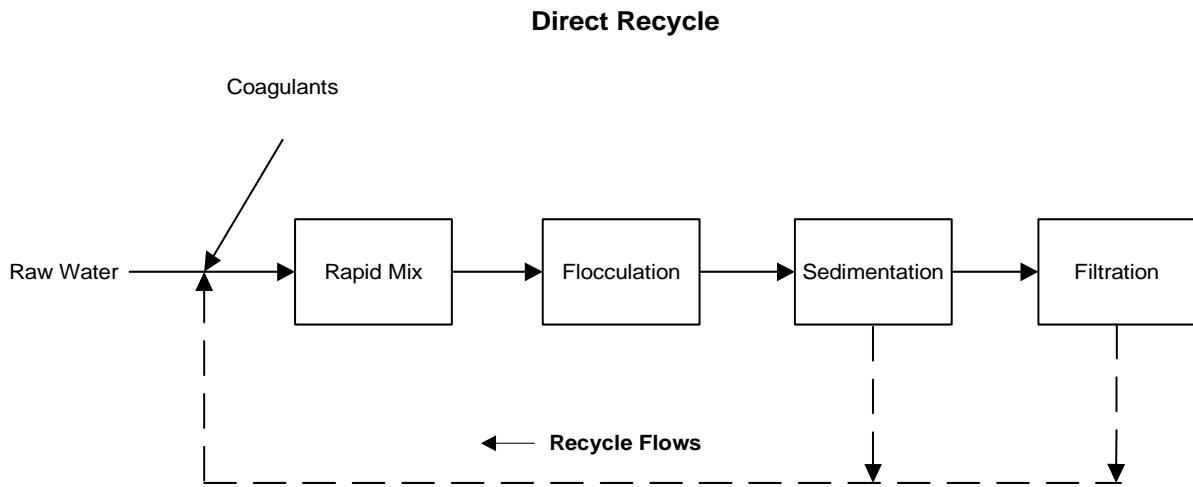 Direct Recycle
Coagulants
Raw Water
Rapid Mix
Flocculation
Sedimentation
Filtration
Recycle Flows